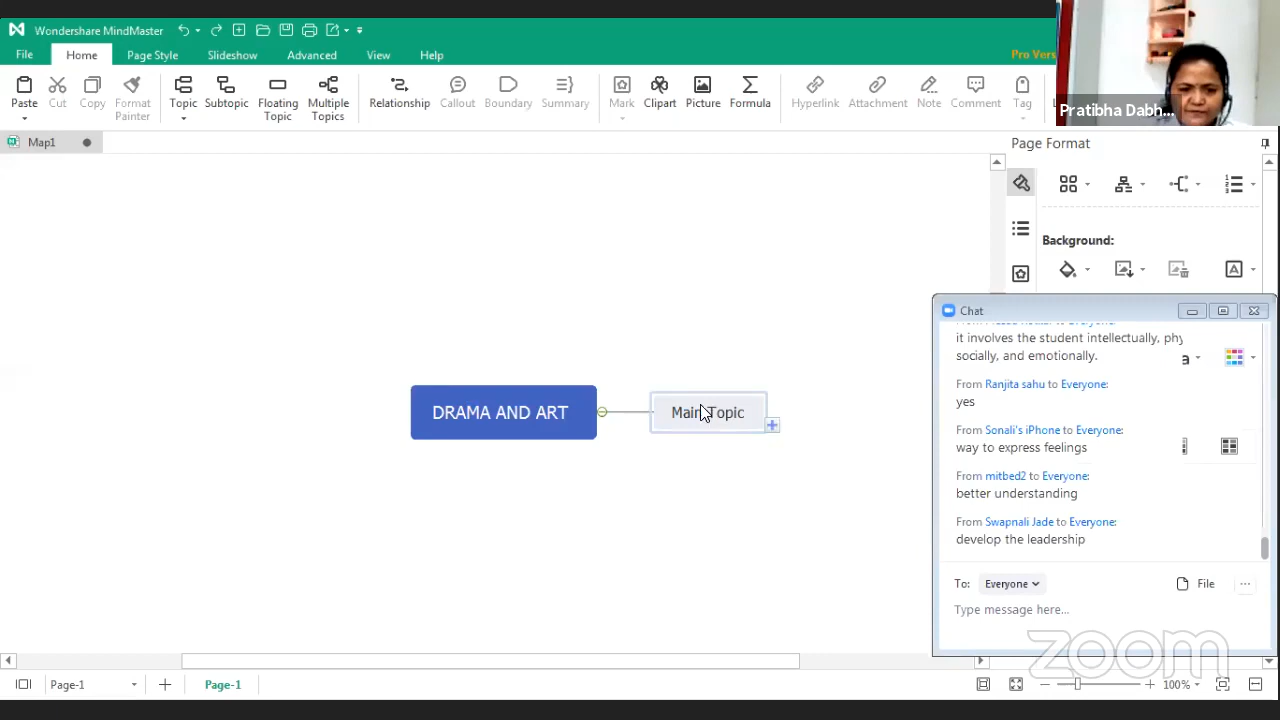 Wondershare MindMaster
File Home Page Style Slideshow Advanced View Help
Pro Vers
Paste Cut Copy Format Painter Topic Subtopic Floating Topic Multiple Topics Relationship Callout Boundary Summary Mark Clipart Picture Formula Hyperlink Attachment Note Comment Tag
Pratibha Dabh...
Map1
Page Format
Background:
DRAMA AND ART
Main Topic
Chat
it involves the student intellectually, phy
socially, and emotionally.
From Ranjita sahu to Everyone:
yes
From Sonali's iPhone to Everyone:
way to express feelings
From mitbed2 to Everyone:
better understanding
From Swapnali Jade to Everyone:
develop the leadership
To: Everyone File
Type message here...
zoom
Page-1 Page-1 100%